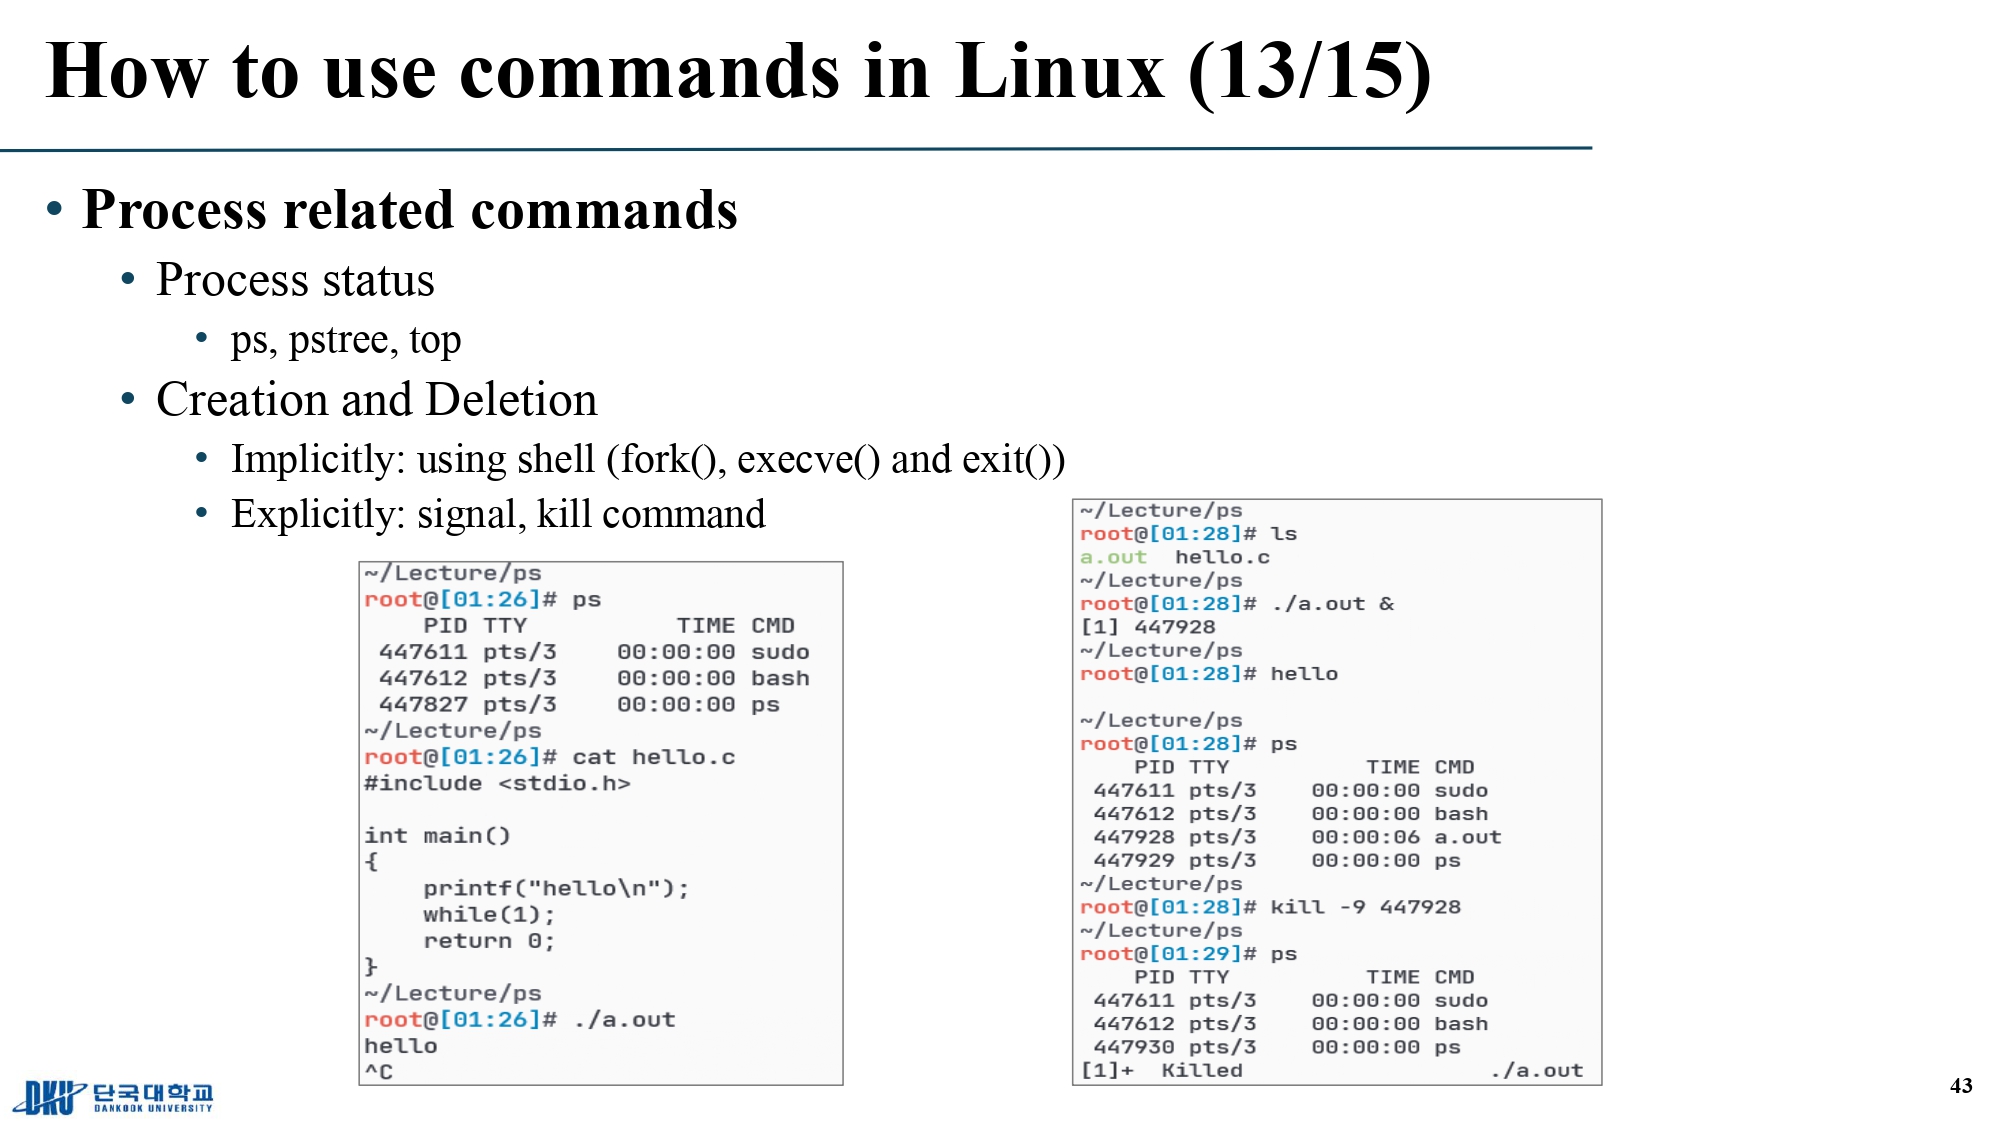 How to use commands in Linux (13/15)
• Process related commands
• Process status
• ps, pstree, top
• Creation and Deletion
• Implicitly: using shell (fork(), execve() and exit())
• Explicitly: signal, kill command
~/Lecture/ps
root@[01:26]# ps
    PID TTY          TIME CMD
 447611 pts/3    00:00:00 sudo
 447612 pts/3    00:00:00 bash
 447827 pts/3    00:00:00 ps
~/Lecture/ps
root@[01:26]# cat hello.c
#include <stdio.h>

int main()
{
    printf("hello\n");
    while(1);
    return 0;
}
~/Lecture/ps
root@[01:26]# ./a.out
hello
^C
~/Lecture/ps
root@[01:28]# ls
a.out  hello.c
~/Lecture/ps
root@[01:28]# ./a.out &
[1] 447928
~/Lecture/ps
root@[01:28]# hello

~/Lecture/ps
root@[01:28]# ps
    PID TTY          TIME CMD
 447611 pts/3    00:00:00 sudo
 447612 pts/3    00:00:00 bash
 447928 pts/3    00:00:06 a.out
 447929 pts/3    00:00:00 ps
~/Lecture/ps
root@[01:28]# kill -9 447928
~/Lecture/ps
root@[01:29]# ps
    PID TTY          TIME CMD
 447611 pts/3    00:00:00 sudo
 447612 pts/3    00:00:00 bash
 447930 pts/3    00:00:00 ps
[1]+  Killed                  ./a.out
DKU 단국대학교
DANKOOK UNIVERSITY
43